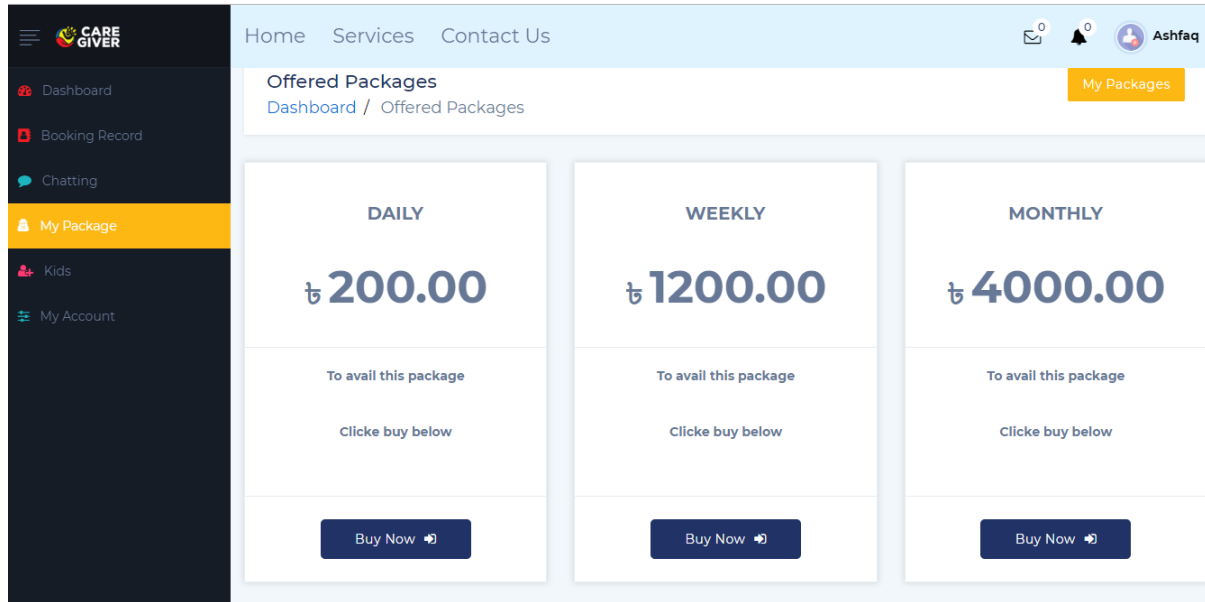 CARE
GIVER
Home Services Contact Us
0 0 Ashfaq
Dashboard
Booking Record
Chatting
My Package
Kids
My Account
Offered Packages
Dashboard / Offered Packages
My Packages
DAILY
৳ 200.00
To avail this package
Clicke buy below
Buy Now
WEEKLY
৳ 1200.00
To avail this package
Clicke buy below
Buy Now
MONTHLY
৳ 4000.00
To avail this package
Clicke buy below
Buy Now